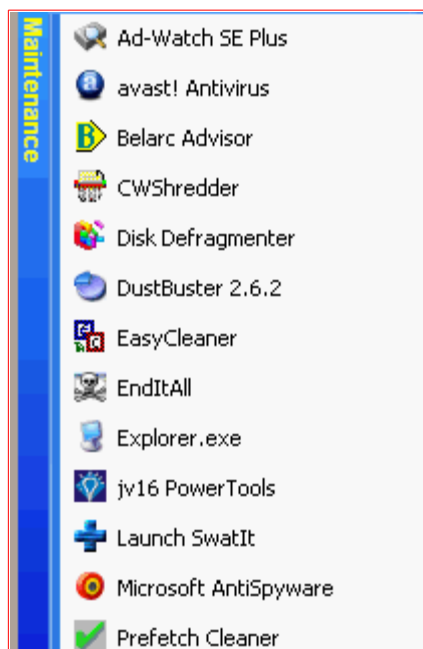 Maintenance
Ad-Watch SE Plus
avast! Antivirus
Belarc Advisor
CWShredder
Disk Defragmenter
DustBuster 2.6.2
EasyCleaner
EndItAll
Explorer.exe
jv16 PowerTools
Launch SwatIt
Microsoft AntiSpyware
Prefetch Cleaner